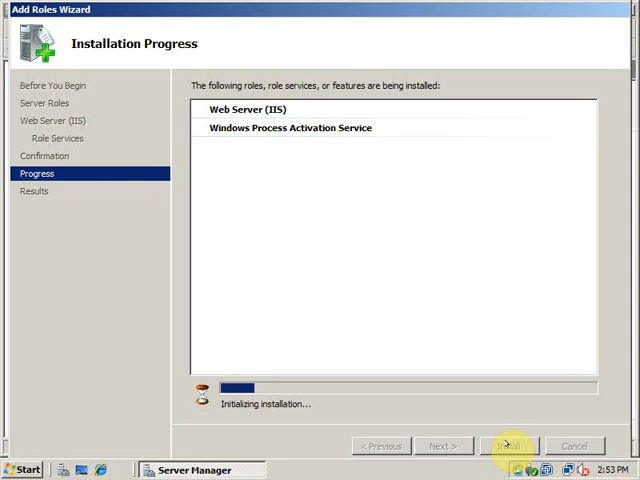 Add Roles Wizard
Installation Progress
Before You Begin
Server Roles
Web Server (IIS)
Role Services
Confirmation
Progress
Results
The following roles, role services, or features are being installed:
Web Server (IIS)
Windows Process Activation Service
Initializing installation...
< Previous
Next >
Install
Cancel
Start
Server Manager
2:53 PM